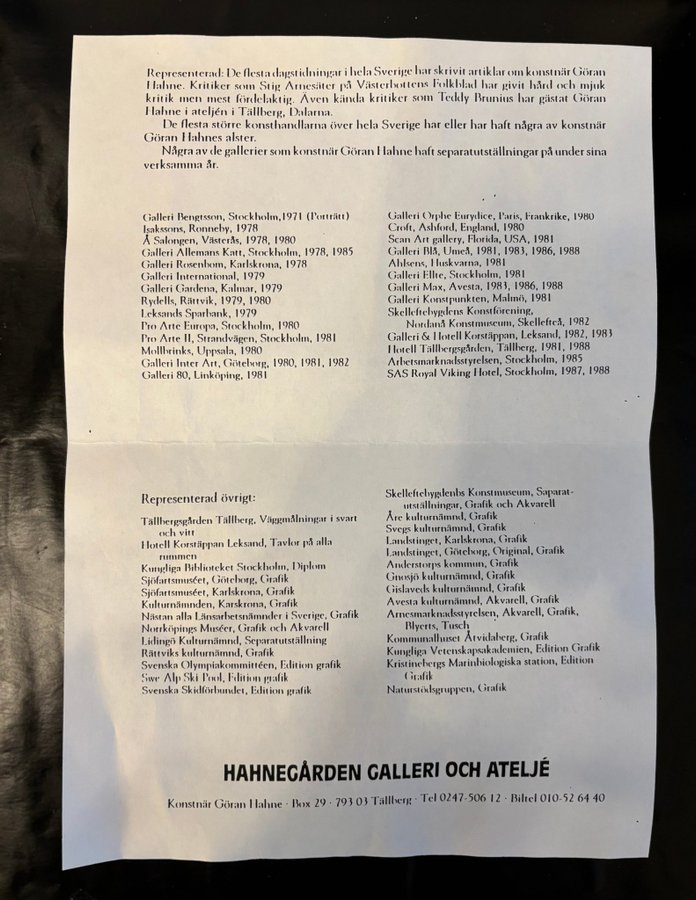 Representerad: De flesta dagstidningar i hela Sverige har skrivit artiklar om konstnär Göran
Hahne. Kritiker som Stig Arnesäter på Västerbottens Folkblad har givit hård och mjuk
kritik men mest fördelaktig. Även kända kritiker som Teddy Brunius har gästat Göran
Hahne i ateljén i Tällberg, Dalarna.
De flesta större konsthandlarna över hela Sverige har eller har haft några av konstnär
Göran Hahnes alster.
Några av de gallerier som konstnär Göran Hahne haft separatutställningar på under sina
verksamma år.
Galleri Bengtsson, Stockholm,1971 (Porträtt)
Isakssons, Ronneby, 1978
Å Salongen, Västerås, 1978, 1980
Galleri Allemans Katt, Stockholm, 1978, 1985
Galleri Rosenhom, Karlskrona, 1978
Galleri International, 1979
Galleri Gardena, Kalmar, 1979
Rydells, Rättvik, 1979, 1980
Leksands Sparbank, 1979
Pro Arte Europa, Stockholm, 1980
Pro Arte II, Strandvägen, Stockholm, 1981
Mollbrinks, Uppsala, 1980
Galleri Inter Art, Göteborg, 1980, 1981, 1982
Galleri 80, Linköping, 1981
Galleri Orphe Eurydice, Paris, Frankrike, 1980
Croft, Ashford, England, 1980
Scan Art gallery, Florida, USA, 1981
Galleri Blå, Umeå, 1981, 1983, 1986, 1988
Ahlsens, Huskvarna, 1981
Galleri Ellte, Stockholm, 1981
Galleri Max, Avesta, 1983, 1986, 1988
Galleri Konstpunkten, Malmö, 1981
Skelleftebygdens Konstförening,
Nordanå Konstmuseum, Skellefteå, 1982
Galleri & Hotell Korstäppan, Leksand, 1982, 1983
Hotell Tällbergsgården, Tällberg, 1981, 1988
Arbetsmarknadsstyrelsen, Stockholm, 1985
SAS Royal Viking Hotel, Stockholm, 1987, 1988
Representerad övrigt:
Tällbergsgården Tällberg, Väggmålningar i svart
och vitt
Hotell Korstäppan Leksand, Tavlor på alla
rummen
Kungliga Biblioteket Stockholm, Diplom
Sjöfartsmuséet, Göteborg, Grafik
Sjöfartsmuséet, Karlskrona, Grafik
Kulturnämnden, Karskrona, Grafik
Nästan alla Länsarbetsnämnder i Sverige, Grafik
Norrköpings Muséer, Grafik och Akvarell
Lidingö Kulturnämnd, Separatutställning
Rättviks kulturnämnd, Grafik
Svenska Olympiakommittéen, Edition grafik
Swe Alp Ski Pool, Edition grafik
Svenska Skidförbundet, Edition grafik
Skelleftebygdenbs Konstmuseum, Saparat-
utställningar, Grafik och Akvarell
Åre kulturnämnd, Grafik
Svegs kulturnämnd, Grafik
Landstinget, Karlskrona, Grafik
Landstinget, Göteborg, Original, Grafik
Anderstorps kommun, Grafik
Gnosjö kulturnämnd, Grafik
Gislaveds kulturnämnd, Grafik
Avesta kulturnämnd, Akvarell, Grafik
Arnesmarknadsstyrelsen, Akvarell, Grafik,
Blyerts, Tusch
Kommunalhuset Åtvidaberg, Grafik
Kungliga Vetenskapsakademien, Edition Grafik
Kristinebergs Marinbiologiska station, Edition
Grafik
Naturstödsgruppen, Grafik
HAHNEGÅRDEN GALLERI OCH ATELJÉ
Konstnär Göran Hahne · Box 29 · 793 03 Tällberg · Tel 0247-506 12 · Biltel 010-52 64 40